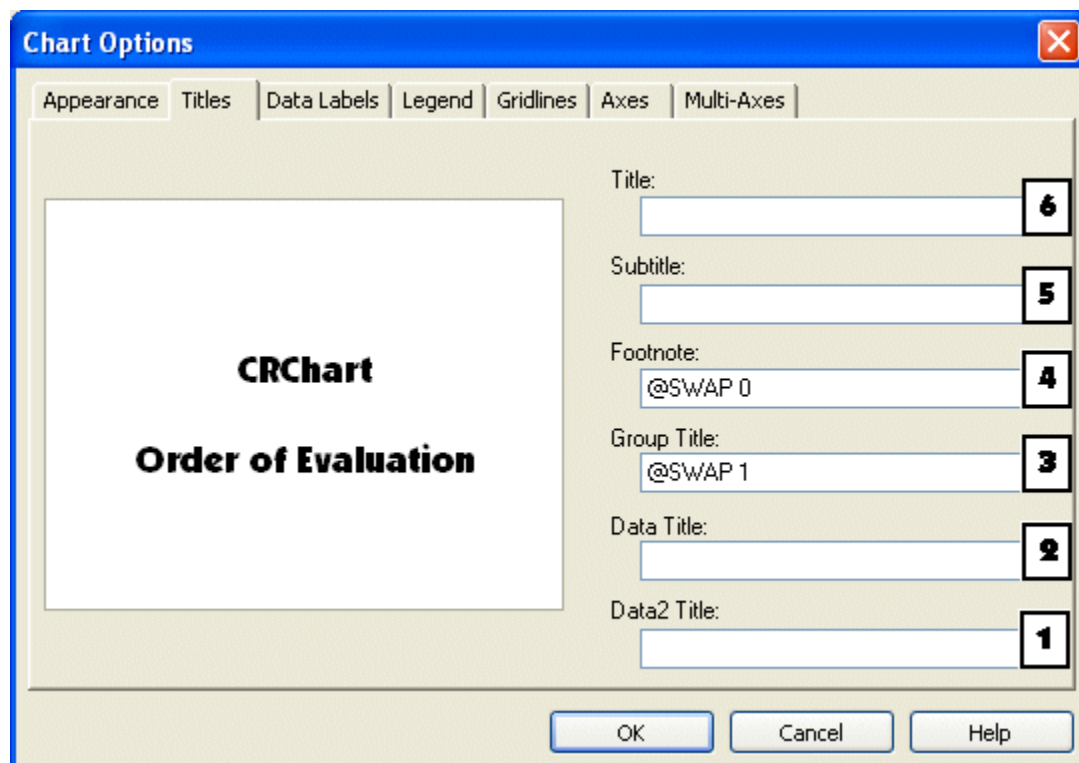 Chart Options
Appearance Titles Data Labels Legend Gridlines Axes Multi-Axes
CRChart
Order of Evaluation
Title:
6
Subtitle:
5
Footnote:
@SWAP 0 4
Group Title:
@SWAP 1 3
Data Title:
2
Data2 Title:
1
OK Cancel Help